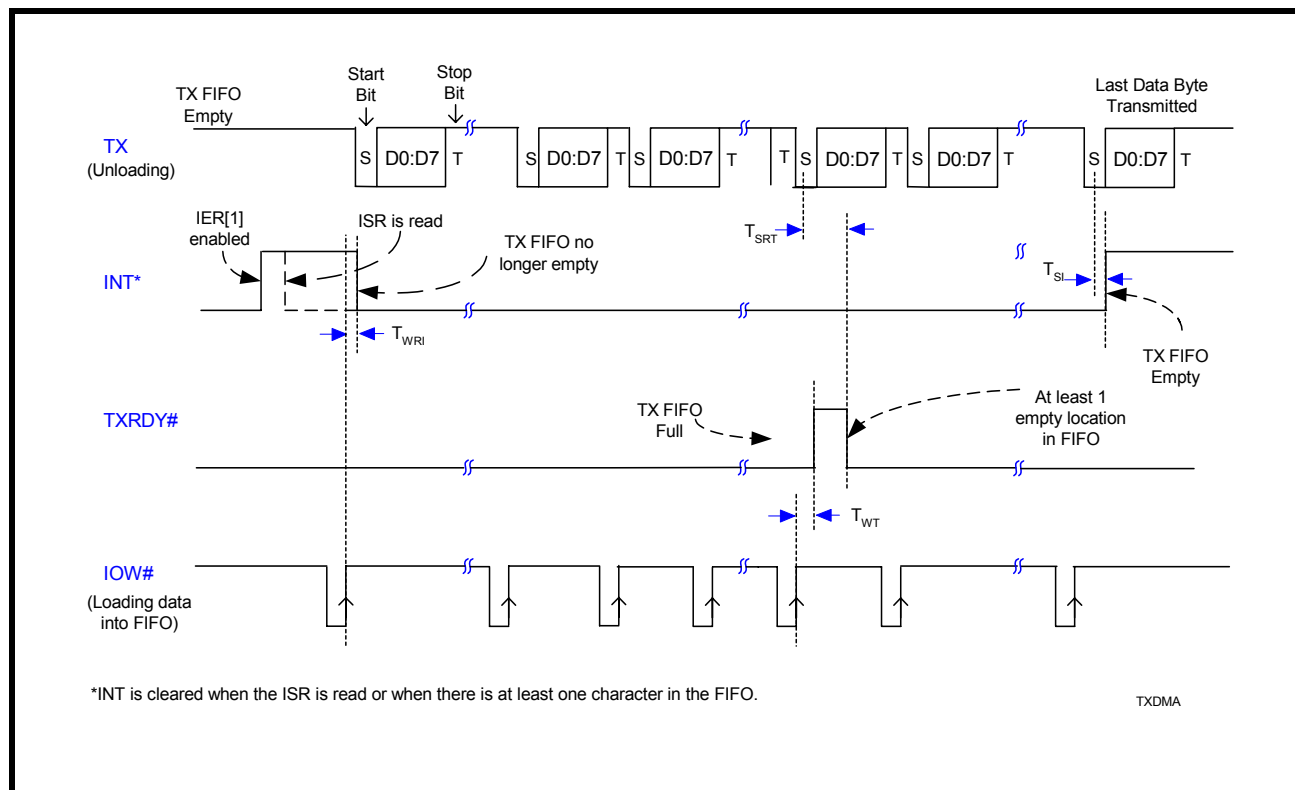 TX FIFO
Empty
Start
Bit
Stop
Bit
Last Data Byte
Transmitted
TX
(Unloading)
S D0:D7 T S D0:D7 T S D0:D7 T T S D0:D7 T S D0:D7 T S D0:D7 T
IER[1]
enabled
ISR is read
TX FIFO no
longer empty
TSRT
INT*
TSI
TWRI
TX FIFO
Empty
TXRDY#
TX FIFO
Full
At least 1
empty location
in FIFO
TWT
IOW#
(Loading data
into FIFO)
*INT is cleared when the ISR is read or when there is at least one character in the FIFO.
TXDMA